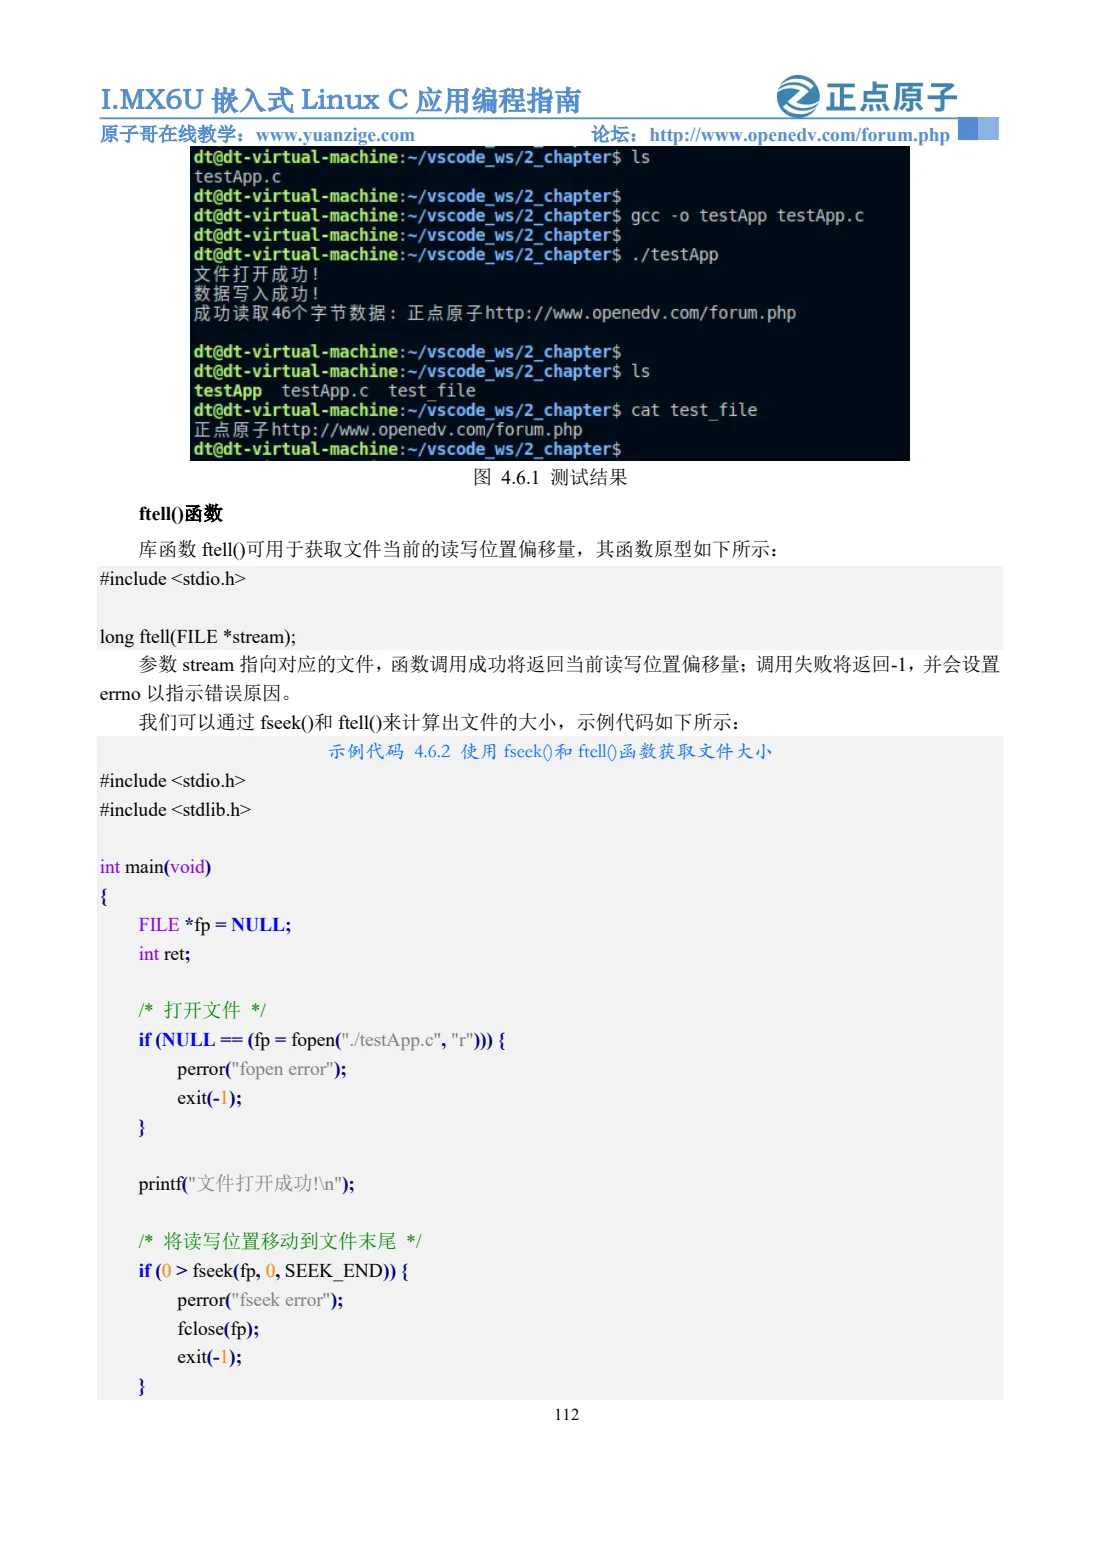 I.MX6U 嵌入式 Linux C 应用编程指南
正点原子
原子哥在线教学：www.yuanzige.com 论坛：http://www.openedv.com/forum.php
dt@dt-virtual-machine:~/vscode_ws/2_chapter$ ls
testApp.c
dt@dt-virtual-machine:~/vscode_ws/2_chapter$
dt@dt-virtual-machine:~/vscode_ws/2_chapter$ gcc -o testApp testApp.c
dt@dt-virtual-machine:~/vscode_ws/2_chapter$
dt@dt-virtual-machine:~/vscode_ws/2_chapter$ ./testApp
文件打开成功!
数据写入成功!
成功读取46个字节数据: 正点原子http://www.openedv.com/forum.php
dt@dt-virtual-machine:~/vscode_ws/2_chapter$
dt@dt-virtual-machine:~/vscode_ws/2_chapter$ ls
testApp testApp.c test_file
dt@dt-virtual-machine:~/vscode_ws/2_chapter$ cat test_file
正点原子http://www.openedv.com/forum.php
dt@dt-virtual-machine:~/vscode_ws/2_chapter$
图 4.6.1 测试结果
ftell()函数
库函数 ftell()可用于获取文件当前的读写位置偏移量，其函数原型如下所示：
#include <stdio.h>
long ftell(FILE *stream);
参数 stream 指向对应的文件，函数调用成功将返回当前读写位置偏移量；调用失败将返回-1，并会设置
errno 以指示错误原因。
我们可以通过 fseek()和 ftell()来计算出文件的大小，示例代码如下所示：
示例代码 4.6.2 使用 fseek()和 ftell()函数获取文件大小
#include <stdio.h>
#include <stdlib.h>
int main(void)
{
FILE *fp = NULL;
int ret;
/* 打开文件 */
if (NULL == (fp = fopen("./testApp.c", "r"))) {
perror("fopen error");
exit(-1);
}
printf("文件打开成功!\n");
/* 将读写位置移动到文件末尾 */
if (0 > fseek(fp, 0, SEEK_END)) {
perror("fseek error");
fclose(fp);
exit(-1);
}
112